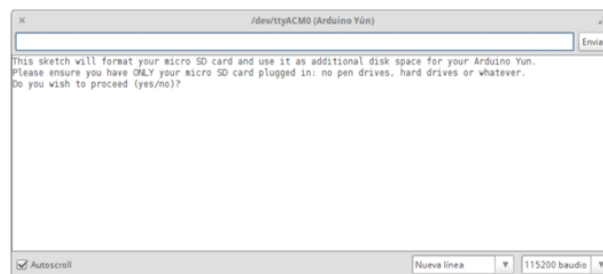 /dev/ttyACM0 (Arduino Yún)
Envia
This sketch will format your micro SD card and use it as additional disk space for your Arduino Yun.
Please ensure you have ONLY your micro SD card plugged in: no pen drives, hard drives or whatever.
Do you wish to proceed (yes/no)?
Autoscroll
Nueva línea
115200 baudio